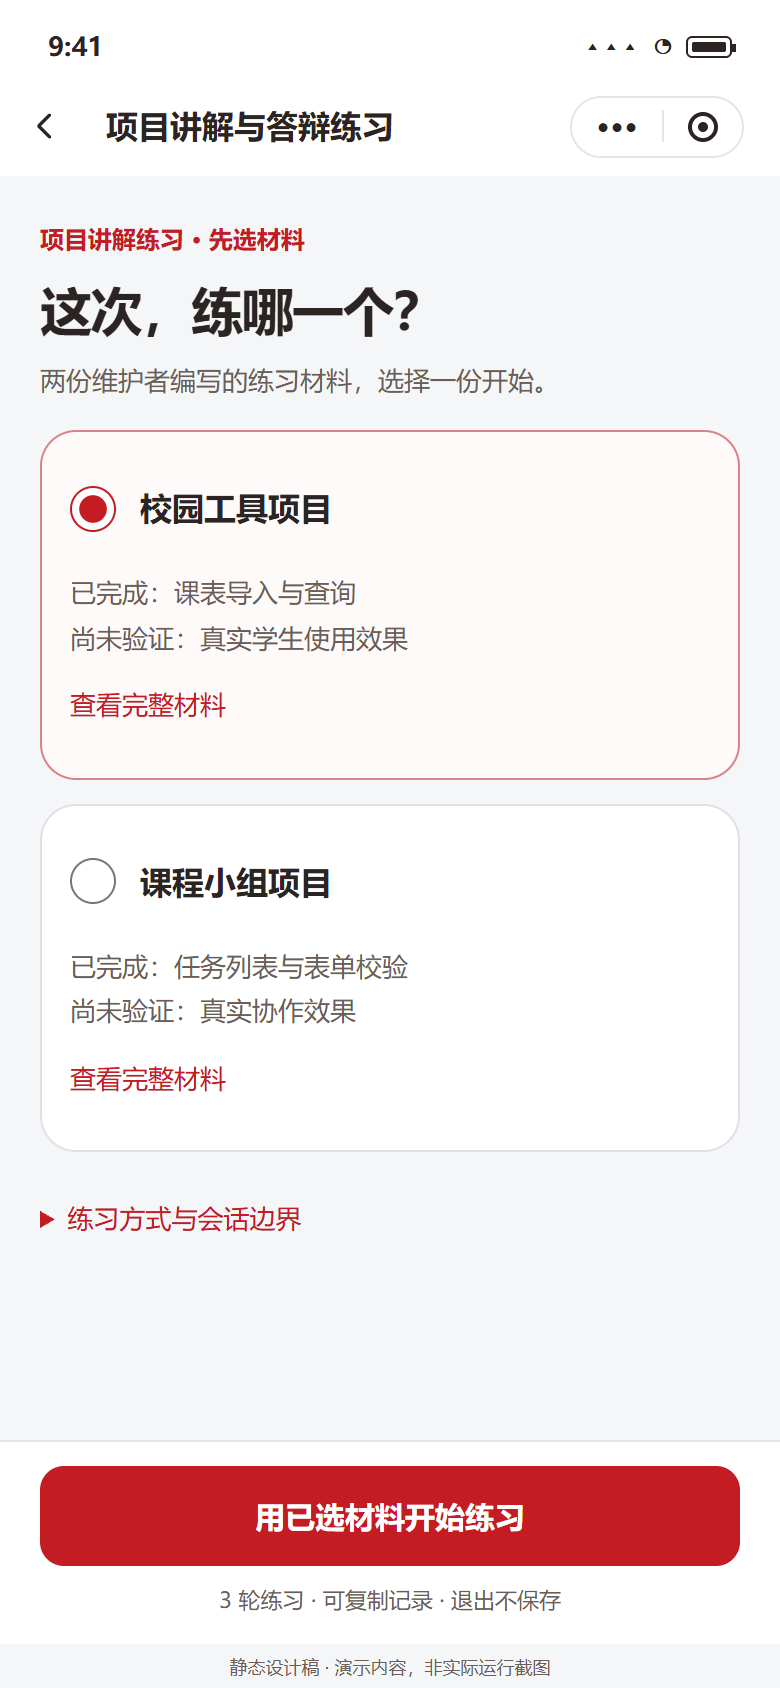 9:41
项目讲解与答辩练习
项目讲解练习·先选材料
这次，练哪一个？
两份维护者编写的练习材料，选择一份开始。
校园工具项目
已完成：课表导入与查询
尚未验证：真实学生使用效果
查看完整材料
课程小组项目
已完成：任务列表与表单校验
尚未验证：真实协作效果
查看完整材料
练习方式与会话边界
用已选材料开始练习
3 轮练习 · 可复制记录 · 退出不保存
静态设计稿 · 演示内容，非实际运行截图